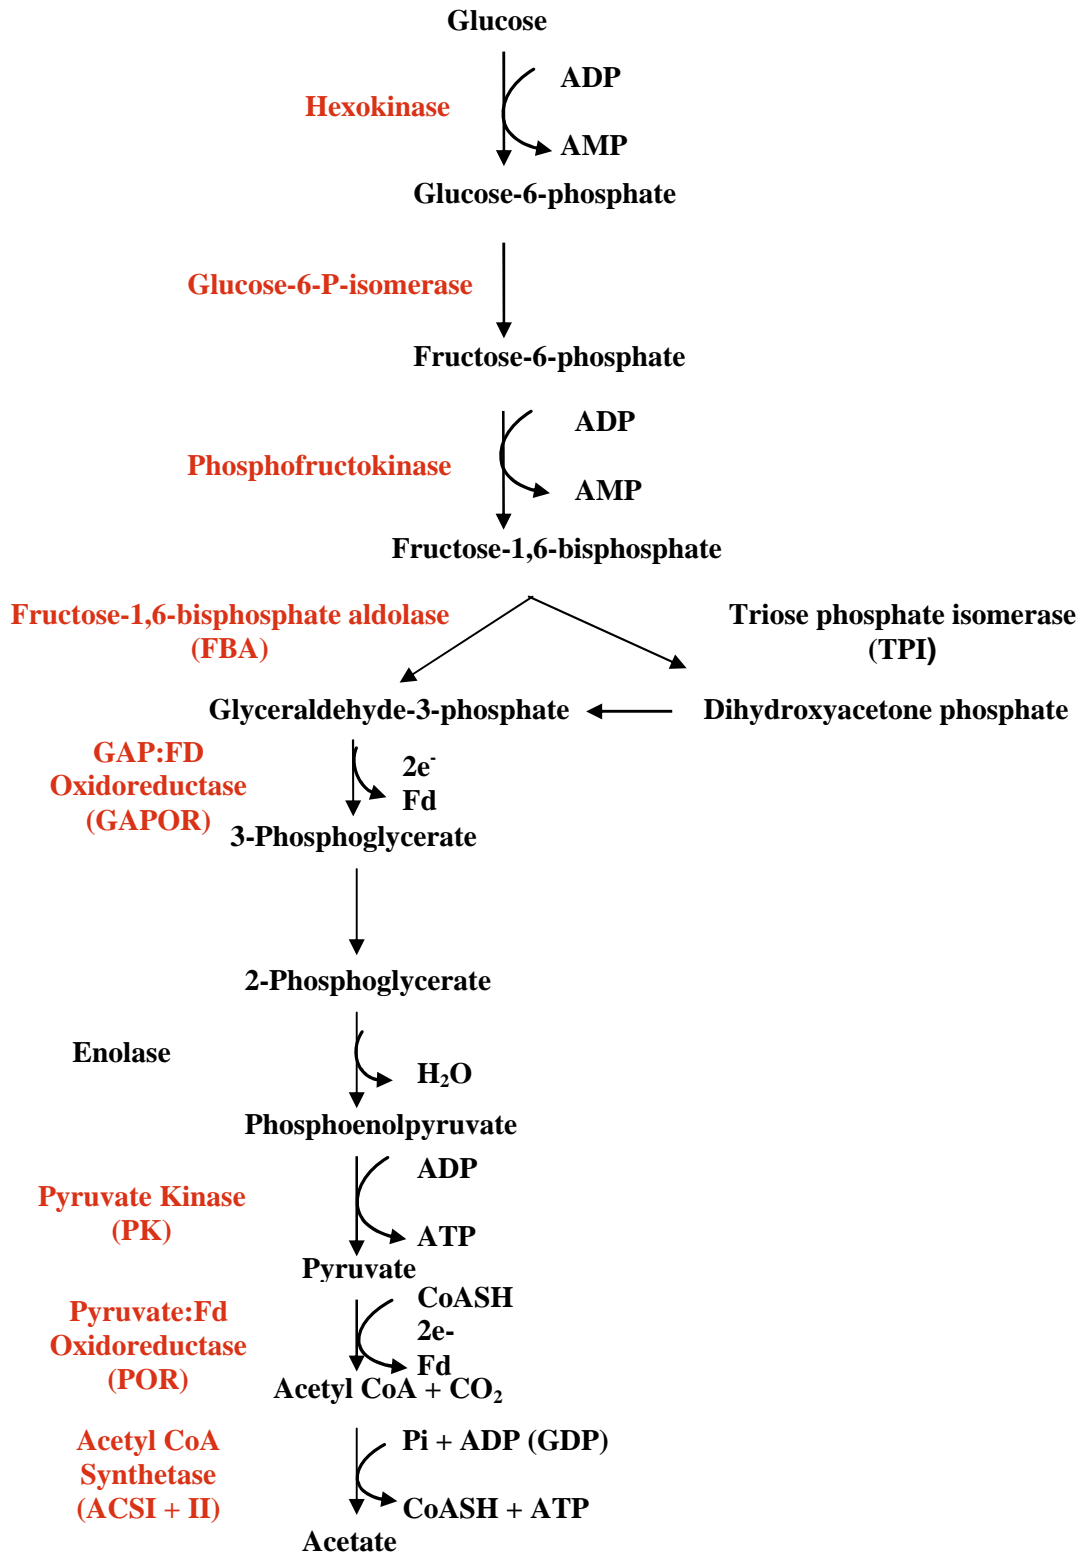 Glucose
ADP
Hexokinase
AMP
Glucose-6-phosphate
Glucose-6-P-isomerase
Fructose-6-phosphate
ADP
Phosphofructokinase
AMP
Fructose-1,6-bisphosphate
Fructose-1,6-bisphosphate aldolase
(FBA)
Triose phosphate isomerase
(TPI)
Glyceraldehyde-3-phosphate
Dihydroxyacetone phosphate
GAP:FD
Oxidoreductase
(GAPOR)
2e⁻
Fd
3-Phosphoglycerate
2-Phosphoglycerate
Enolase
H₂O
Phosphoenolpyruvate
ADP
Pyruvate Kinase
(PK)
ATP
Pyruvate
CoASH
2e-
Fd
Pyruvate:Fd
Oxidoreductase
(POR)
Acetyl CoA + CO₂
Acetyl CoA
Synthetase
(ACSI + II)
Pi + ADP (GDP)
CoASH + ATP
Acetate